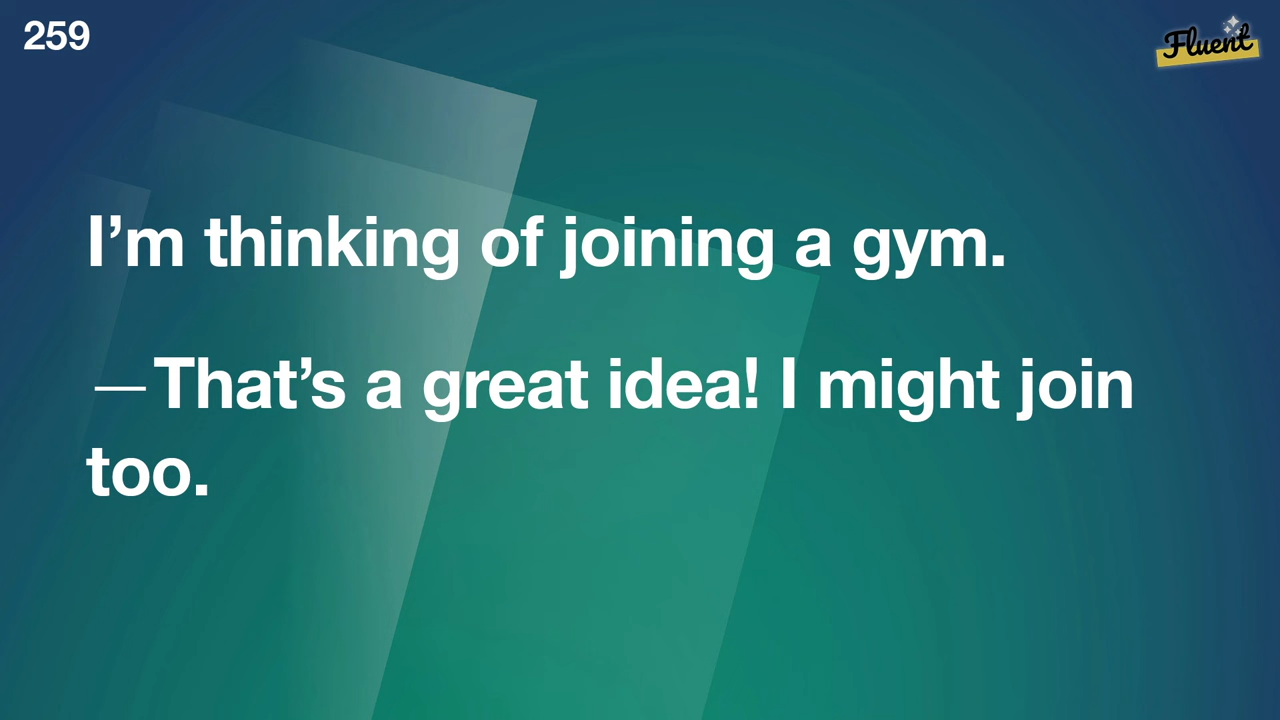 259
Fluent
I’m thinking of joining a gym.
—That’s a great idea! I might join
too.